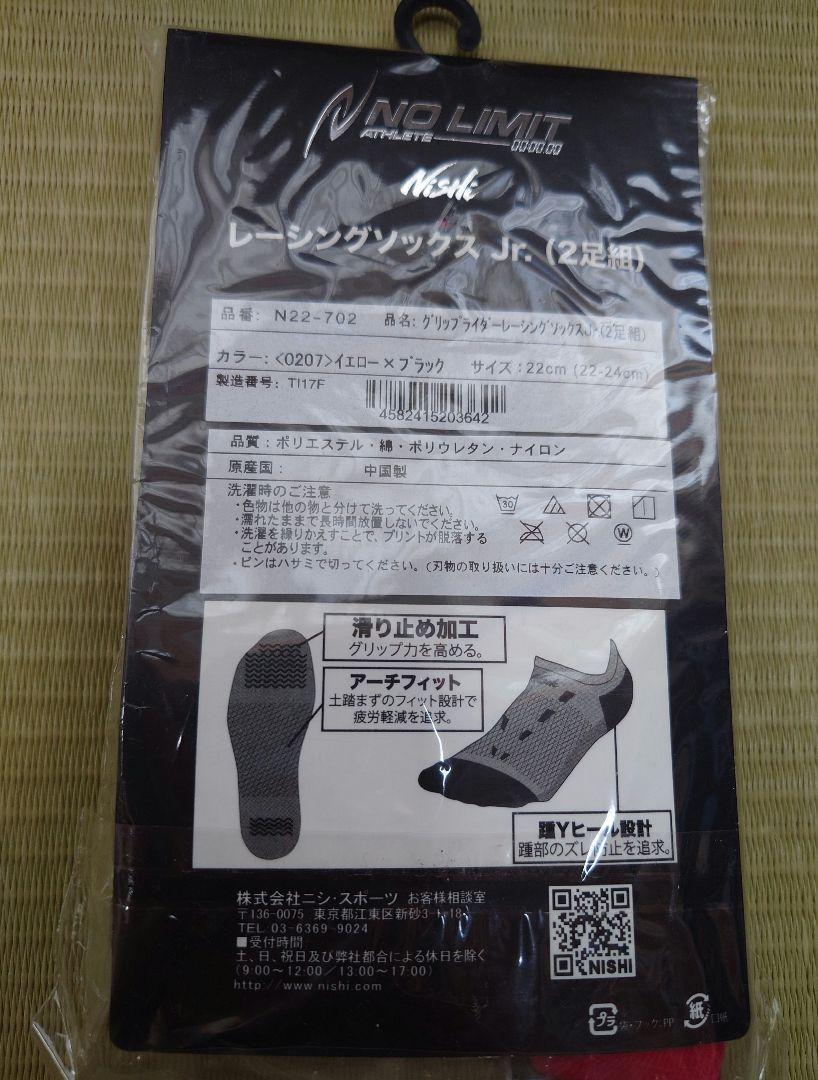 NO LIMIT
ATHLETE 00:00.00
NiSHi
レーシングソックス Jr. (2足組)
品番: N22-702 品名: グリップライダーレーシングソックスJr.(2足組)
カラー: <0207>イエロー×ブラック サイズ: 22cm (22-24cm)
製造番号: TI17F
4582415203642
品質: ポリエステル・綿・ポリウレタン・ナイロン
原産国: 中国製
洗濯時のご注意
・色物は他の物と分けて洗ってください。
・濡れたままで長時間放置しないでください。
・洗濯を繰りかえすことで、プリントが脱落する
ことがあります。
・ピンはハサミで切ってください。(刃物の取り扱いには十分ご注意ください。)
30
W
滑り止め加工
グリップ力を高める。
アーチフィット
土踏まずのフィット設計で
疲労軽減を追求。
踵Yヒール設計
踵部のズレ防止を追求。
株式会社ニシ・スポーツ お客様相談室
〒136-0075 東京都江東区新砂3-1-18
TEL 03-6369-9024
■受付時間
土、日、祝日及び弊社都合による休日を除く
(9:00~12:00/13:00~17:00)
http://www.nishi.com
NISHI
プラ 袋・フック:PP
紙 口紙